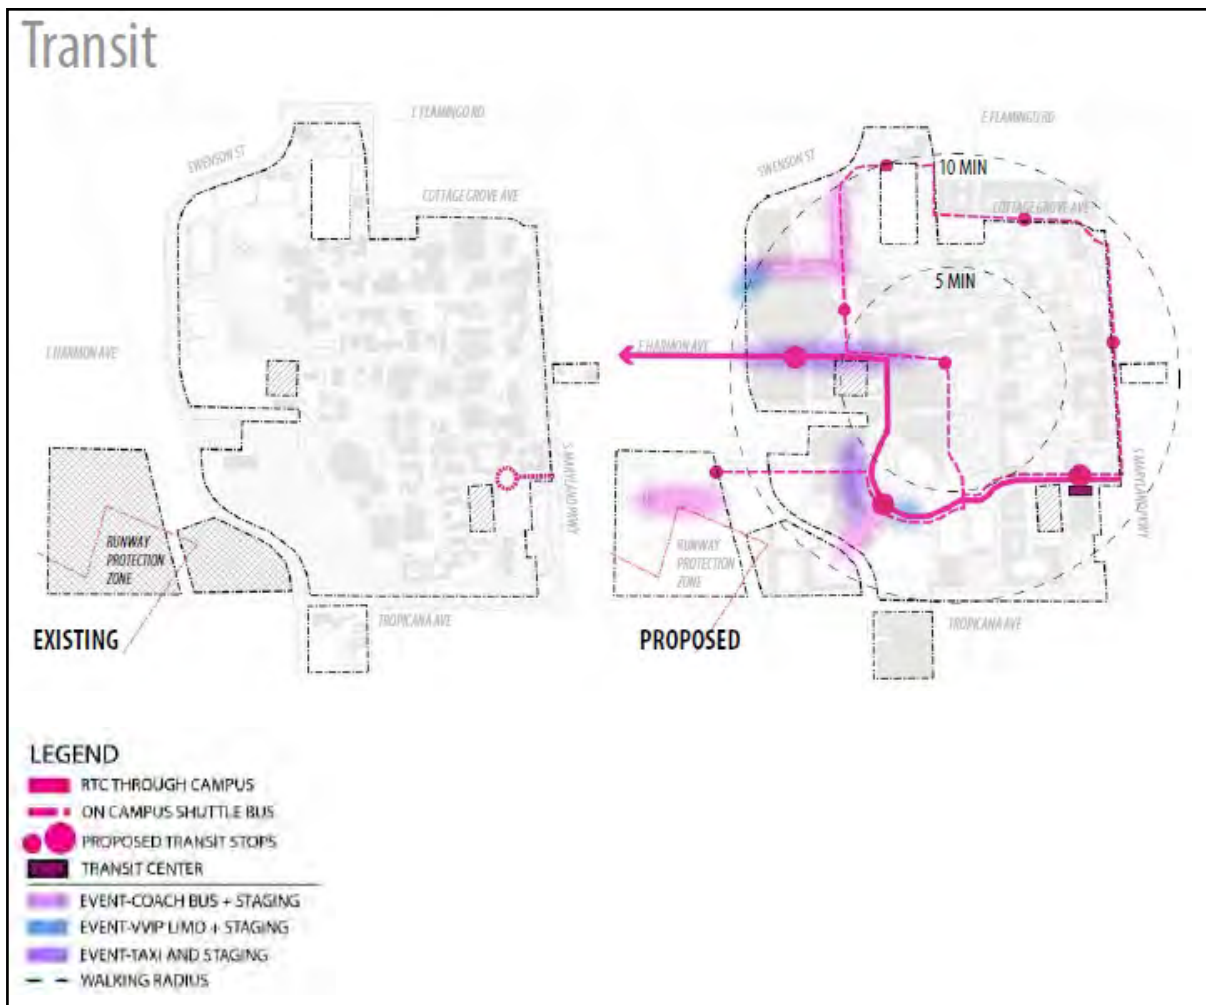 Transit
E FLAMINGO RD
SWENSON ST
COTTAGE GROVE AVE
E HARMON AVE
S MARYLAND PKWY
RUNWAY
PROTECTION
ZONE
TROPICANA AVE
EXISTING
E FLAMINGO RD
SWENSON ST
10 MIN
COTTAGE GROVE AVE
5 MIN
E HARMON AVE
S MARYLAND PKWY
RUNWAY
PROTECTION
ZONE
TROPICANA AVE
PROPOSED
LEGEND
RTC THROUGH CAMPUS
ON CAMPUS SHUTTLE BUS
PROPOSED TRANSIT STOPS
TRANSIT CENTER
EVENT-COACH BUS + STAGING
EVENT-VVIP LIMO + STAGING
EVENT-TAXI AND STAGING
WALKING RADIUS